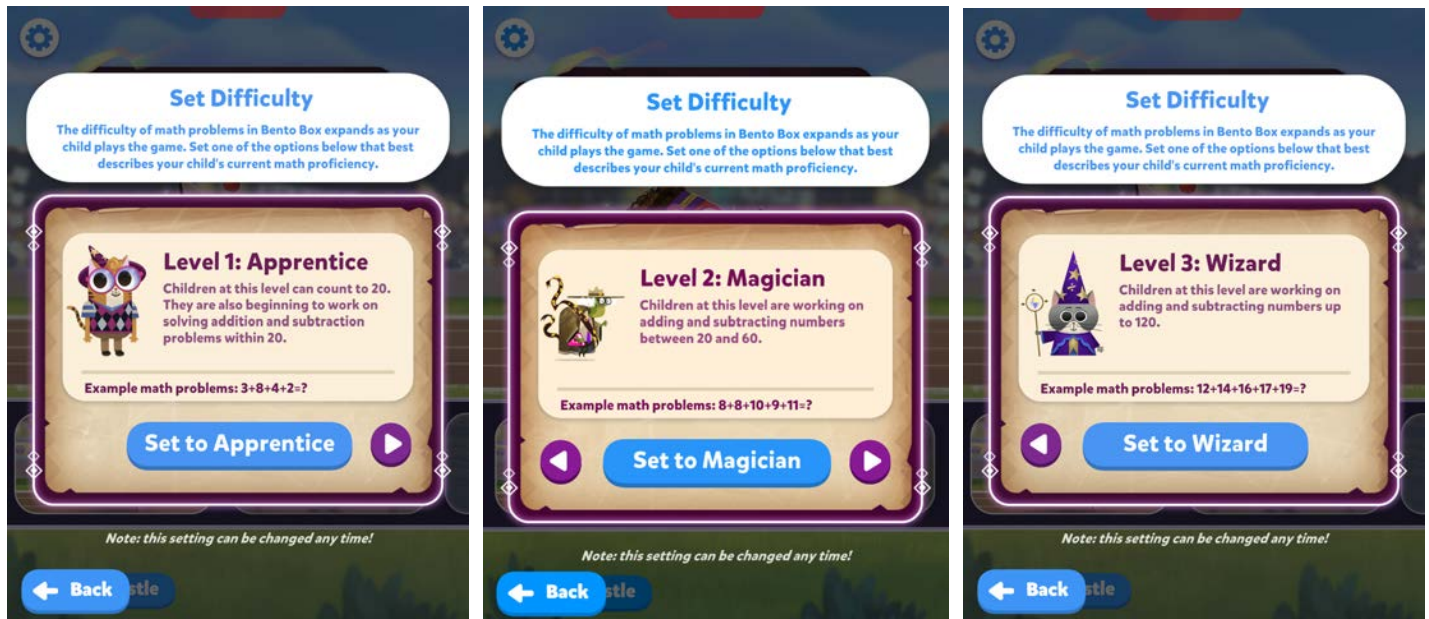 Set Difficulty
The difficulty of math problems in Bento Box expands as your
child plays the game. Set one of the options below that best
describes your child's current math proficiency.
Level 1: Apprentice
Children at this level can count to 20.
They are also beginning to work on
solving addition and subtraction
problems within 20.
Example math problems: 3+8+4+2=?
Set to Apprentice
Note: this setting can be changed any time!
Back
stle
Set Difficulty
The difficulty of math problems in Bento Box expands as your
child plays the game. Set one of the options below that best
describes your child's current math proficiency.
Level 2: Magician
Children at this level are working on
adding and subtracting numbers
between 20 and 60.
Example math problems: 8+8+10+9+11=?
Set to Magician
Note: this setting can be changed any time!
Back
stle
Set Difficulty
The difficulty of math problems in Bento Box expands as your
child plays the game. Set one of the options below that best
describes your child's current math proficiency.
Level 3: Wizard
Children at this level are working on
adding and subtracting numbers up
to 120.
Example math problems: 12+14+16+17+19=?
Set to Wizard
Note: this setting can be changed any time!
Back
stle